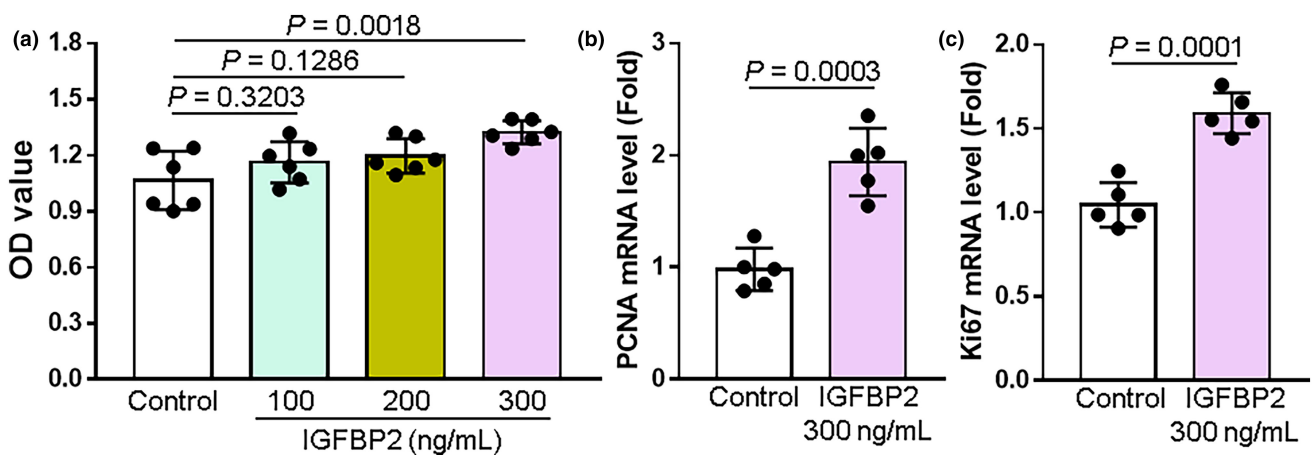 (a)
OD value
1.8
1.5
1.2
0.9
0.6
0.3
0.0
P = 0.0018
P = 0.1286
P = 0.3203
Control
100
200
300
IGFBP2 (ng/mL)
(b)
PCNA mRNA level (Fold)
3
2
1
0
P = 0.0003
Control
IGFBP2
300 ng/mL
(c)
Ki67 mRNA level (Fold)
2.0
1.5
1.0
0.5
0.0
P = 0.0001
Control
IGFBP2
300 ng/mL